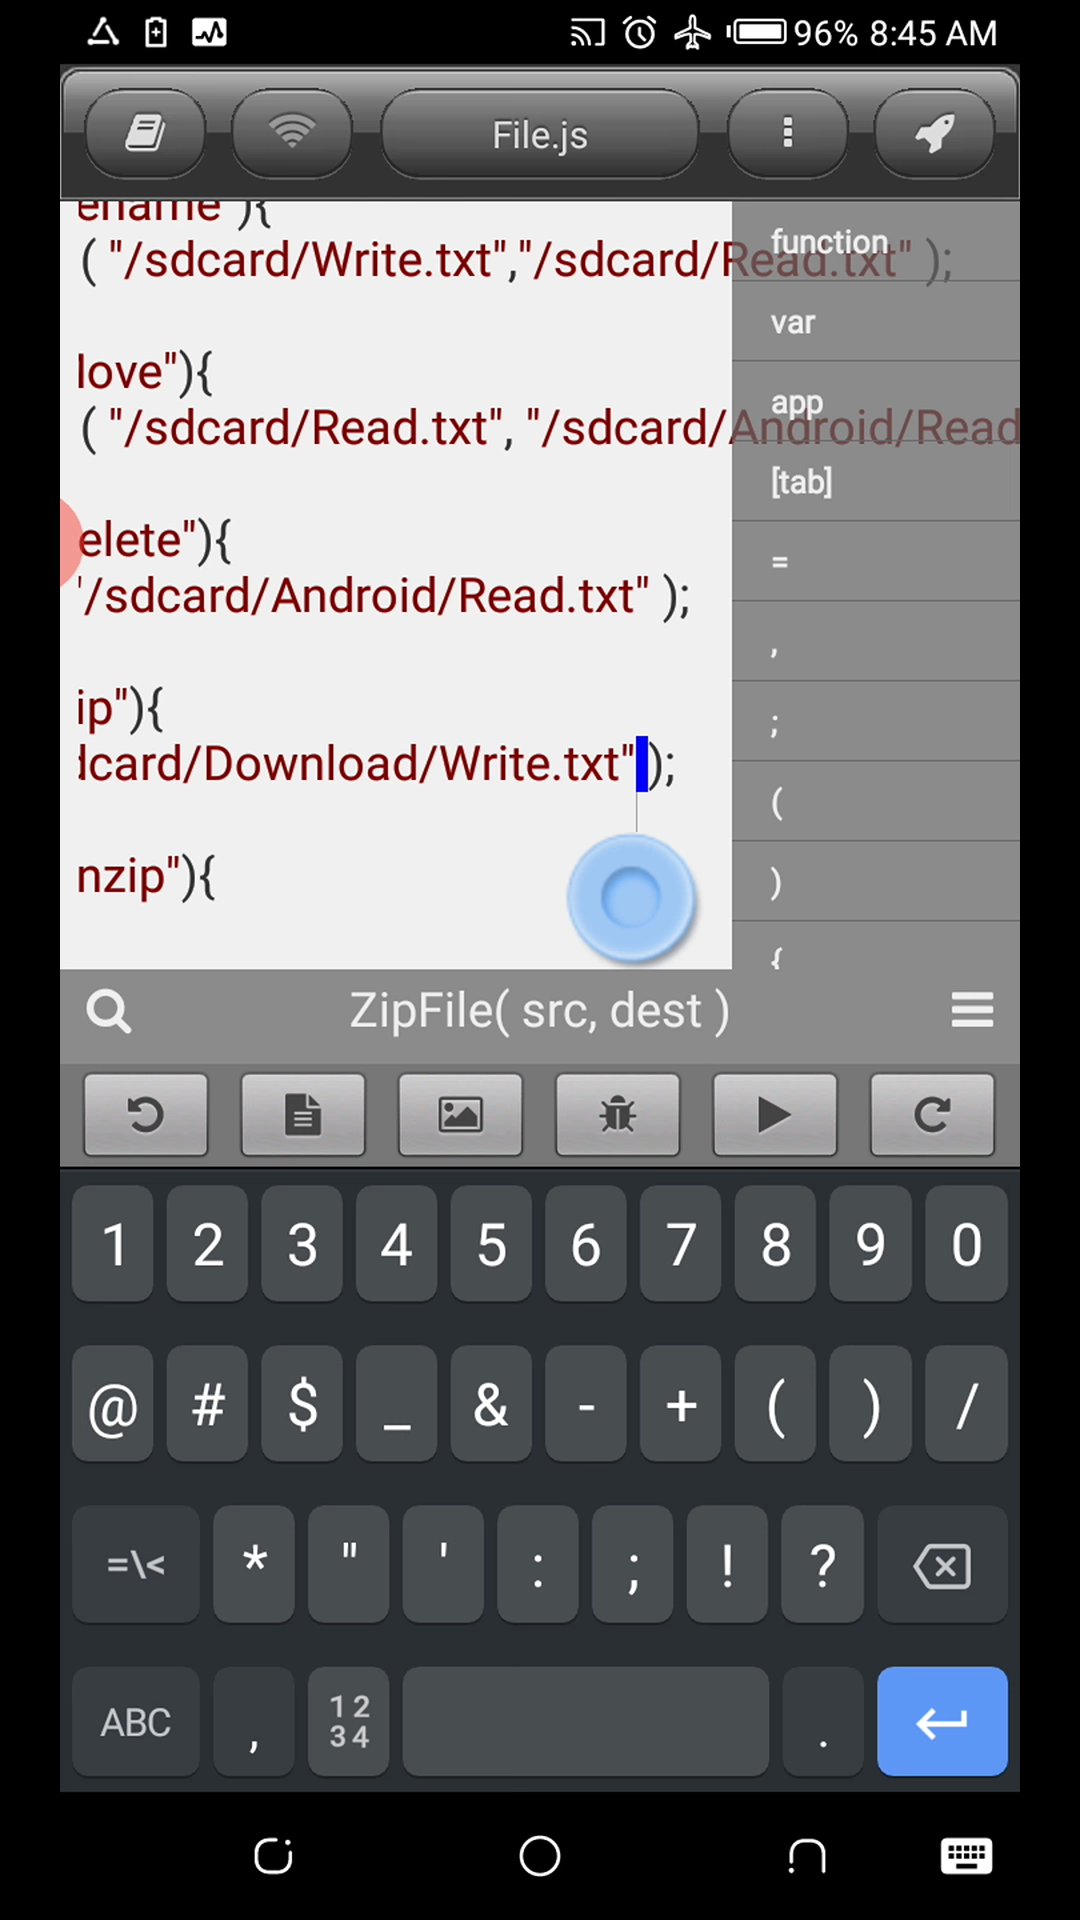 96% 8:45 AM
File.js
ename"){
( "/sdcard/Write.txt","/sdcard/Read.txt" );
love"){
( "/sdcard/Read.txt", "/sdcard/Android/Read
elete"){
"/sdcard/Android/Read.txt" );
ip"){
dcard/Download/Write.txt" );
nzip"){
function
var
app
[tab]
=
,
;
(
)
{
ZipFile( src, dest )
1 2 3 4 5 6 7 8 9 0
@ # $ _ & - + ( ) /
=\< * " ' : ; ! ?
ABC , 12 34 .